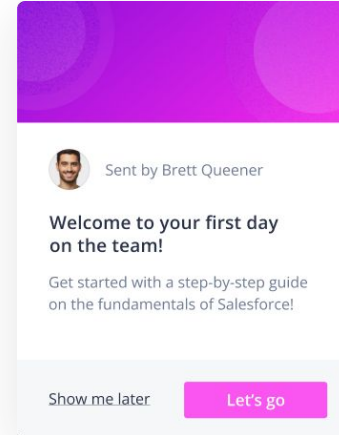 Sent by Brett Queener
Welcome to your first day
on the team!
Get started with a step-by-step guide
on the fundamentals of Salesforce!
Show me later
Let's go